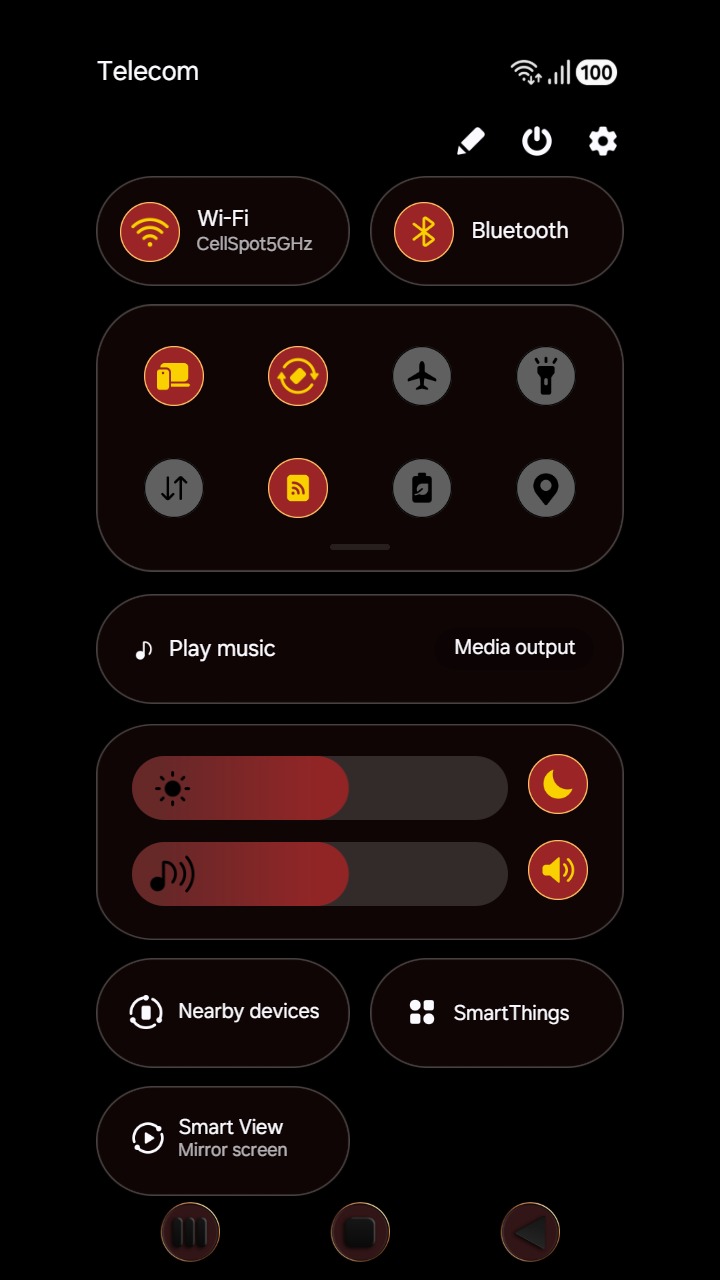 Telecom
100
Wi-Fi
CellSpot5GHz
Bluetooth
Play music
Media output
Nearby devices
SmartThings
Smart View
Mirror screen